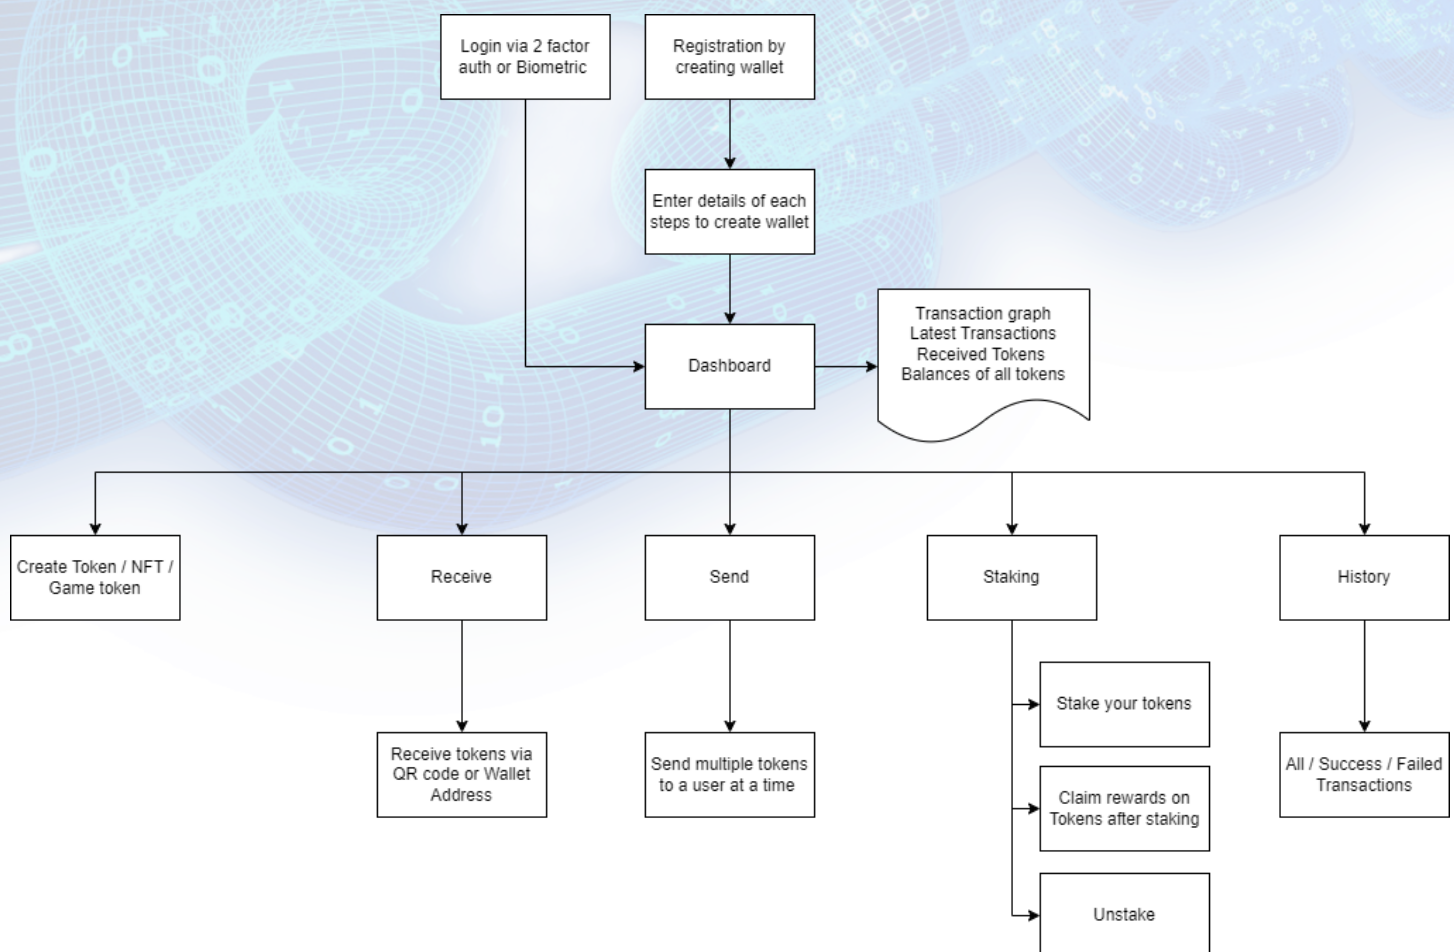 Login via 2 factor
auth or Biometric
Registration by
creating wallet
Enter details of each
steps to create wallet
Dashboard
Transaction graph
Latest Transactions
Received Tokens
Balances of all tokens
Create Token / NFT /
Game token
Receive
Send
Staking
History
Stake your tokens
Receive tokens via
QR code or Wallet
Address
Send multiple tokens
to a user at a time
All / Success / Failed
Transactions
Claim rewards on
Tokens after staking
Unstake